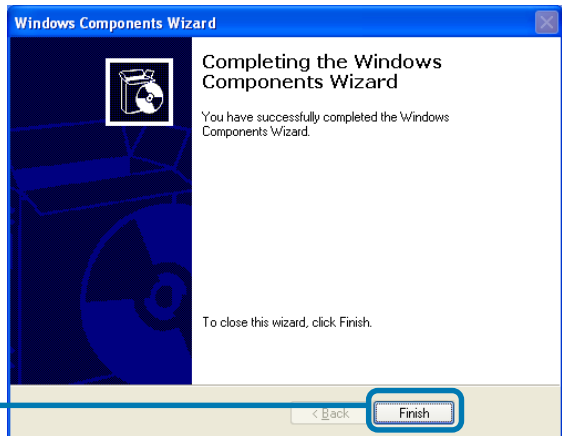 Windows Components Wizard
Completing the Windows
Components Wizard
You have successfully completed the Windows
Components Wizard.
To close this wizard, click Finish.
< Back
Finish